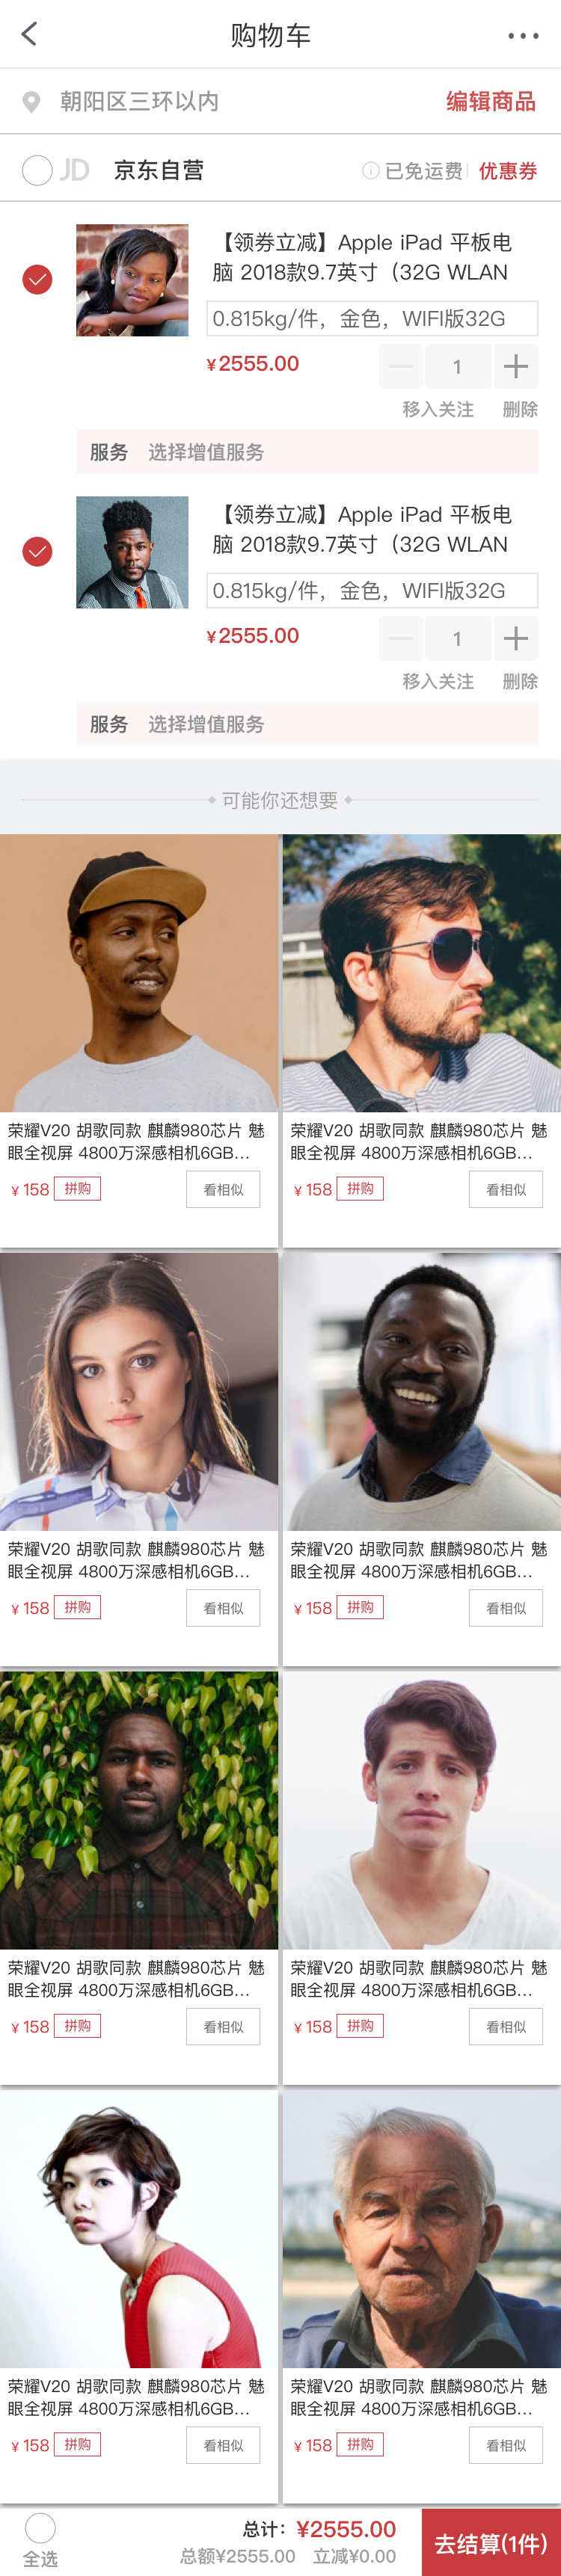 购物车
朝阳区三环以内 编辑商品
JD 京东自营 已免运费 优惠券
【领券立减】Apple iPad 平板电
脑 2018款9.7英寸（32G WLAN
0.815kg/件，金色，WIFI版32G
¥2555.00 1
移入关注 删除
服务 选择增值服务
【领券立减】Apple iPad 平板电
脑 2018款9.7英寸（32G WLAN
0.815kg/件，金色，WIFI版32G
¥2555.00 1
移入关注 删除
服务 选择增值服务
可能你还想要
荣耀V20 胡歌同款 麒麟980芯片 魅
眼全视屏 4800万深感相机6GB...
¥ 158 拼购 看相似
荣耀V20 胡歌同款 麒麟980芯片 魅
眼全视屏 4800万深感相机6GB...
¥ 158 拼购 看相似
荣耀V20 胡歌同款 麒麟980芯片 魅
眼全视屏 4800万深感相机6GB...
¥ 158 拼购 看相似
荣耀V20 胡歌同款 麒麟980芯片 魅
眼全视屏 4800万深感相机6GB...
¥ 158 拼购 看相似
荣耀V20 胡歌同款 麒麟980芯片 魅
眼全视屏 4800万深感相机6GB...
¥ 158 拼购 看相似
荣耀V20 胡歌同款 麒麟980芯片 魅
眼全视屏 4800万深感相机6GB...
¥ 158 拼购 看相似
荣耀V20 胡歌同款 麒麟980芯片 魅
眼全视屏 4800万深感相机6GB...
¥ 158 拼购 看相似
荣耀V20 胡歌同款 麒麟980芯片 魅
眼全视屏 4800万深感相机6GB...
¥ 158 拼购 看相似
全选
总计：¥2555.00
总额¥2555.00 立减¥0.00
去结算(1件)